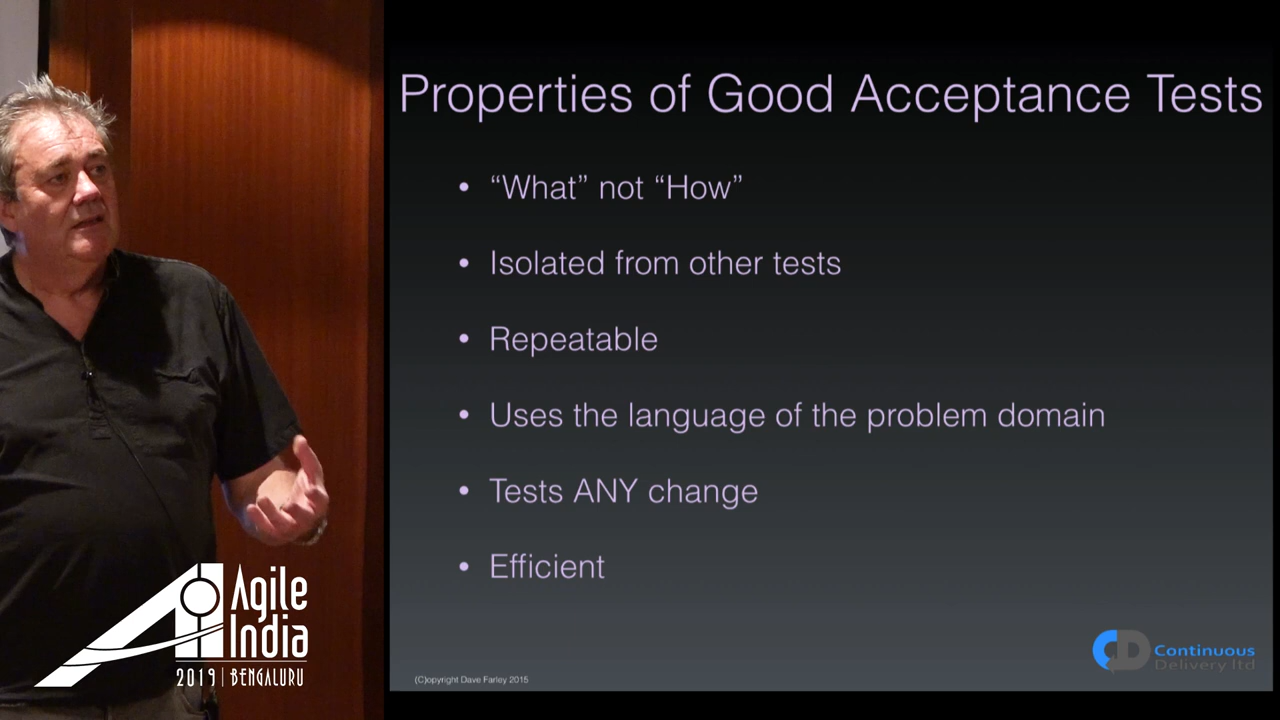 Properties of Good Acceptance Tests
• “What” not “How”
• Isolated from other tests
• Repeatable
• Uses the language of the problem domain
• Tests ANY change
• Efficient
Agile
India
2019 | BENGALURU
CD Continuous
Delivery ltd
(C)opyright Dave Farley 2015